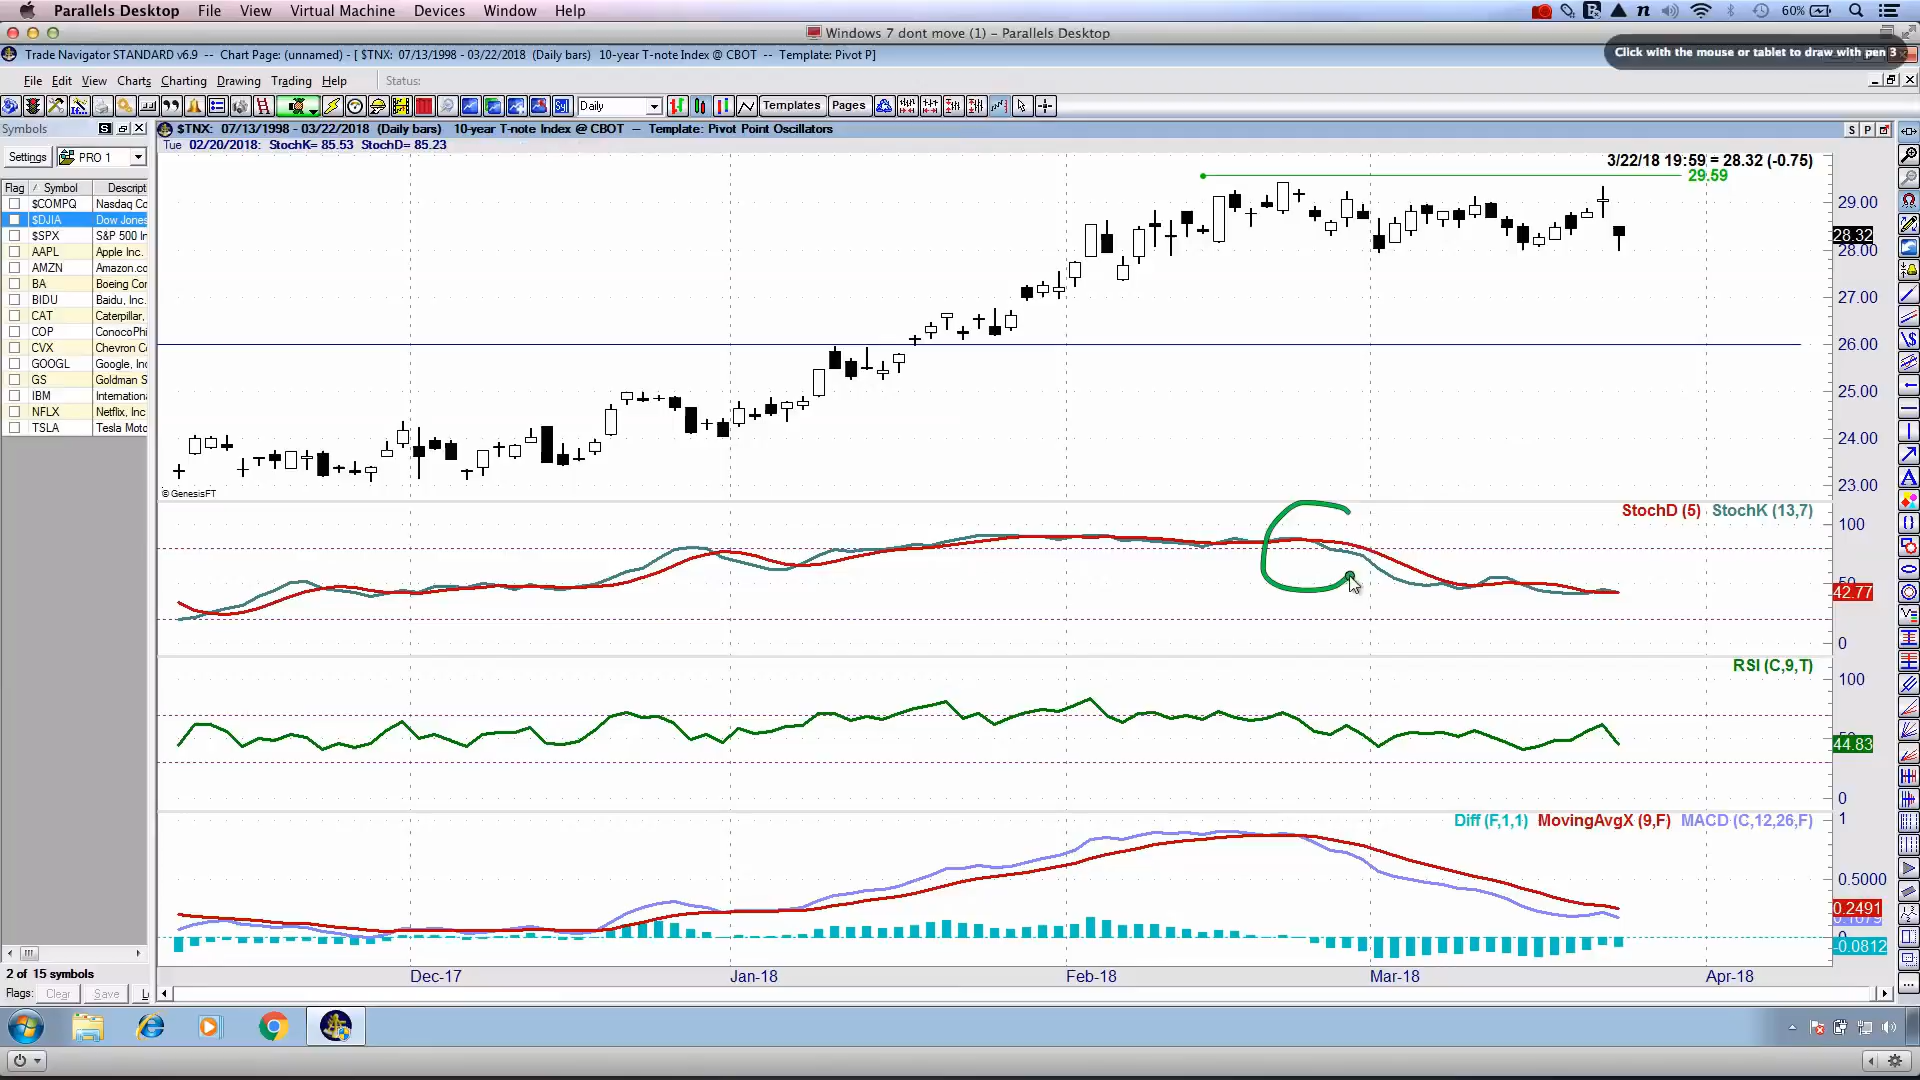 Parallels Desktop File View Virtual Machine Devices Window Help 60%
Windows 7 dont move (1) - Parallels Desktop
Click with the mouse or tablet to draw with pen 3
Trade Navigator STANDARD v6.9 -- Chart Page: (unnamed) - [ $TNX: 07/13/1998 - 03/22/2018 (Daily bars) 10-year T-note Index @ CBOT -- Template: Pivot P]
File Edit View Charts Charting Drawing Trading Help Status:
Daily Templates Pages
Symbols S
$TNX: 07/13/1998 - 03/22/2018 (Daily bars) 10-year T-note Index @ CBOT -- Template: Pivot Point Oscillators S P
Tue 02/20/2018: StochK= 85.53 StochD= 85.23
Settings PRO 1
Flag Symbol Descript
$COMPQ Nasdaq Co
$DJIA Dow Jones
$SPX S&P 500 In
AAPL Apple Inc.
AMZN Amazon.co
BA Boeing Cor
BIDU Baidu, Inc.
CAT Caterpillar,
COP ConocoPhi
CVX Chevron C
GOOGL Google, Inc
GS Goldman S
IBM Internationa
NFLX Netflix, Inc
TSLA Tesla Moto
3/22/18 19:59 = 28.32 (-0.75)
29.59
29.00
28.32
28.00
27.00
26.00
25.00
24.00
23.00
© GenesisFT
StochD (5) StochK (13,7)
100
42.77
0
RSI (C,9,T)
100
44.83
0
Diff (F,1,1) MovingAvgX (9,F) MACD (C,12,26,F)
1
0.5000
0.2491
-0.0812
Dec-17 Jan-18 Feb-18 Mar-18 Apr-18
2 of 15 symbols
Flags: Clear Save